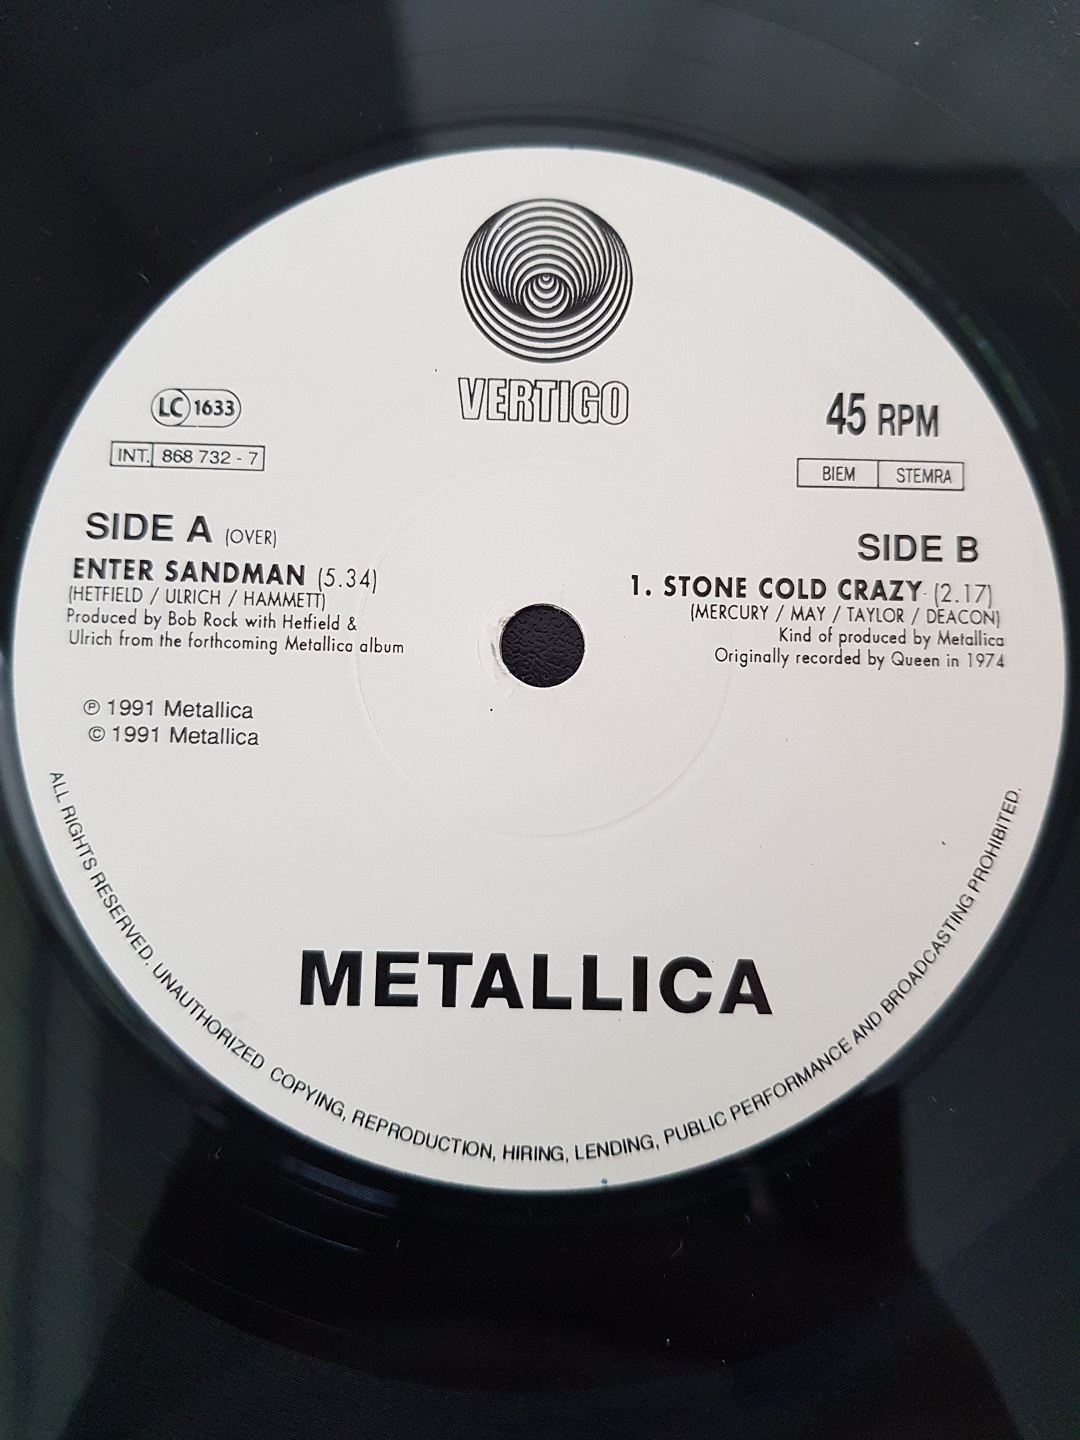 VERTIGO
LC 1633
INT. 868 732 - 7
45 RPM
BIEM STEMRA
SIDE A (OVER)
ENTER SANDMAN (5.34)
(HETFIELD / ULRICH / HAMMETT)
Produced by Bob Rock with Hetfield &
Ulrich from the forthcoming Metallica album
℗ 1991 Metallica
© 1991 Metallica
SIDE B
1. STONE COLD CRAZY (2.17)
(MERCURY / MAY / TAYLOR / DEACON)
Kind of produced by Metallica
Originally recorded by Queen in 1974
METALLICA
ALL RIGHTS RESERVED. UNAUTHORIZED COPYING, REPRODUCTION, HIRING, LENDING, PUBLIC PERFORMANCE AND BROADCASTING PROHIBITED.